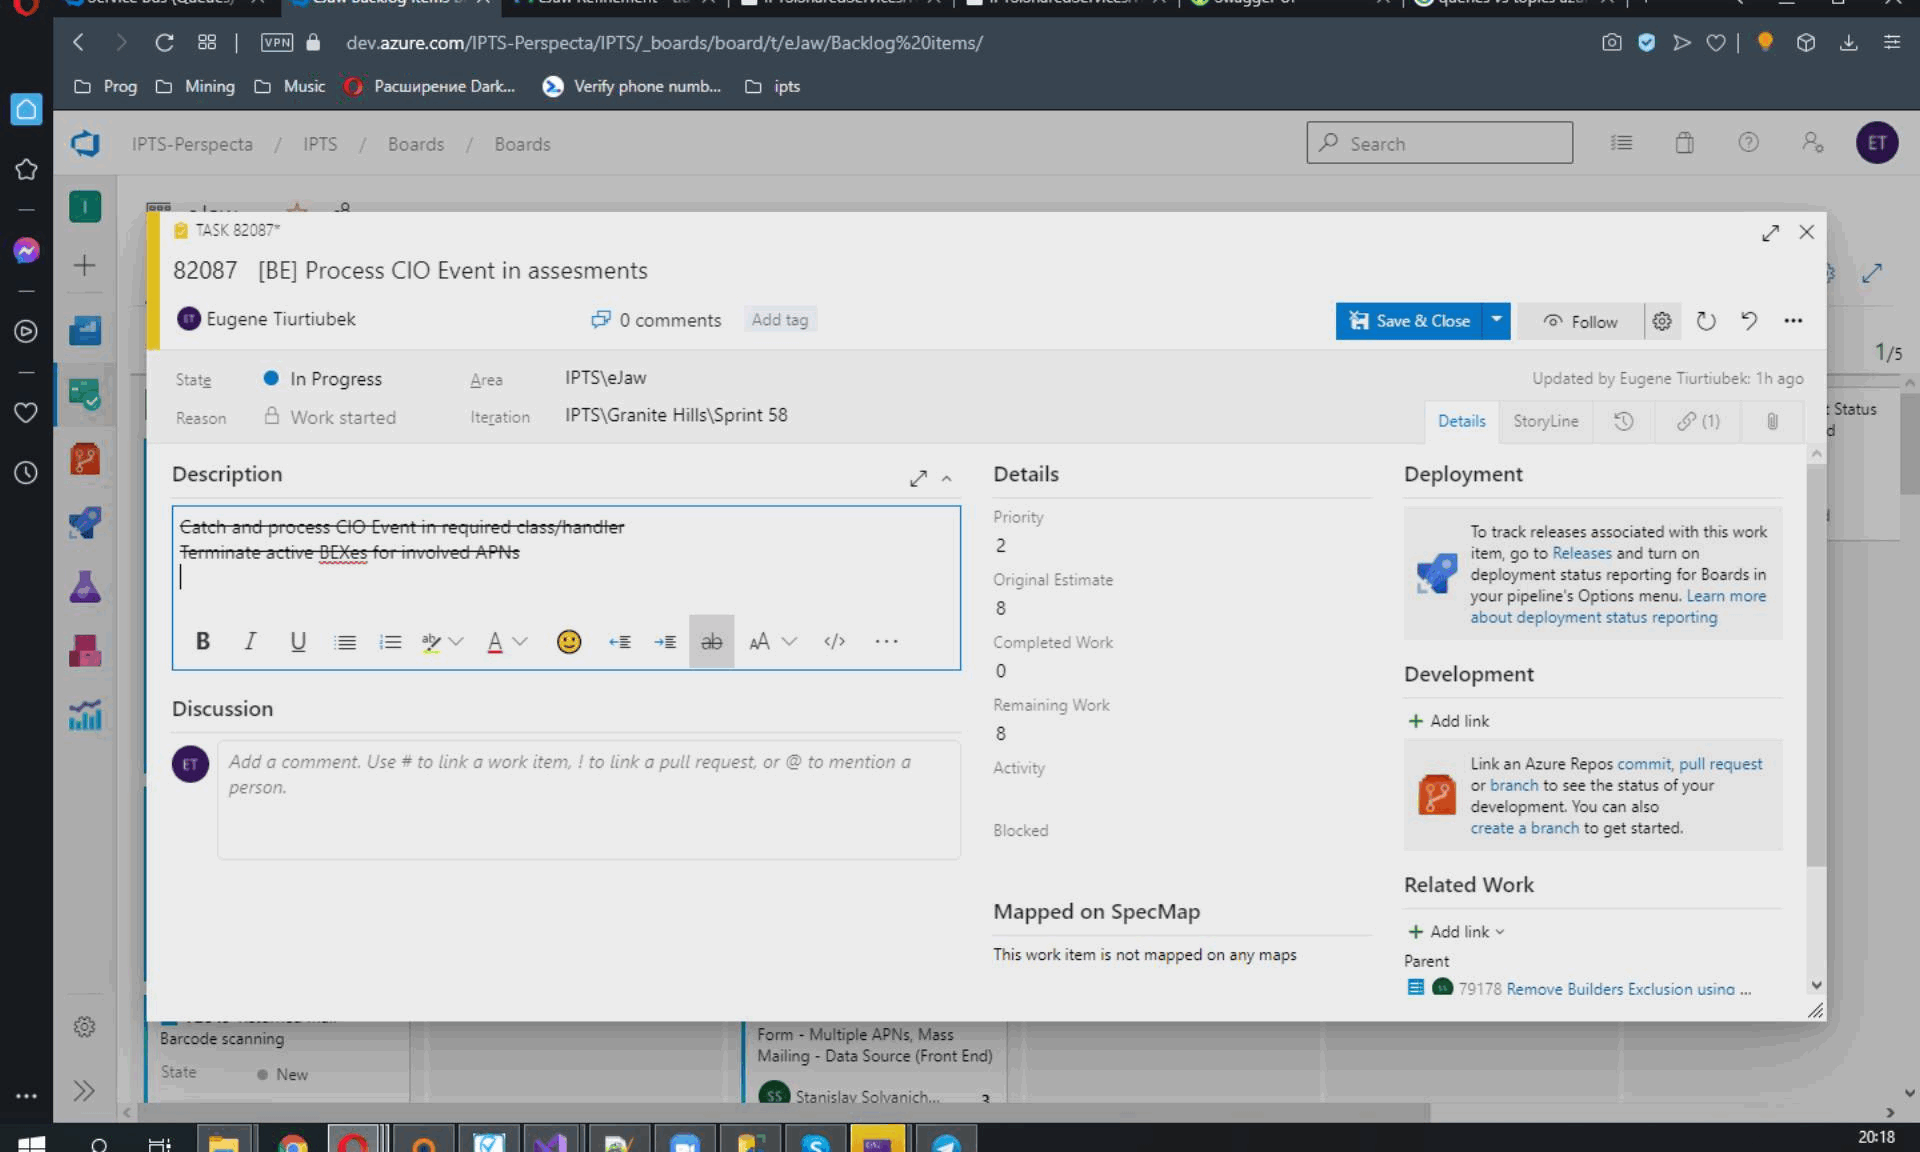 VPN
dev.azure.com/IPTS-Perspecta/IPTS/_boards/board/t/eJaw/Backlog%20items/
Prog
Mining
Music
Расширение Dark...
Verify phone numb...
ipts
IPTS-Perspecta / IPTS / Boards / Boards
Search
ET
TASK 82087*
82087 [BE] Process CIO Event in assesments
ET Eugene Tiurtiubek
0 comments
Add tag
Save & Close
Follow
1/5
State
In Progress
Area
IPTS\eJaw
Updated by Eugene Tiurtiubek: 1h ago
Reason
Work started
Iteration
IPTS\Granite Hills\Sprint 58
Details
StoryLine
(1)
t Status
d
Description
Catch and process CIO Event in required class/handler
Terminate active BEXes for involved APNs
B I U
Discussion
ET
Add a comment. Use # to link a work item, ! to link a pull request, or @ to mention a
person.
Details
Priority
2
Original Estimate
8
Completed Work
0
Remaining Work
8
Activity
Blocked
Mapped on SpecMap
This work item is not mapped on any maps
Deployment
To track releases associated with this work
item, go to Releases and turn on
deployment status reporting for Boards in
your pipeline's Options menu. Learn more
about deployment status reporting
Development
Add link
Link an Azure Repos commit, pull request
or branch to see the status of your
development. You can also
create a branch to get started.
Related Work
Add link
Parent
SS 79178 Remove Builders Exclusion using ...
Barcode scanning
State
New
Form - Multiple APNs, Mass
Mailing - Data Source (Front End)
SS Stanislav Solyanich...
3
20:18